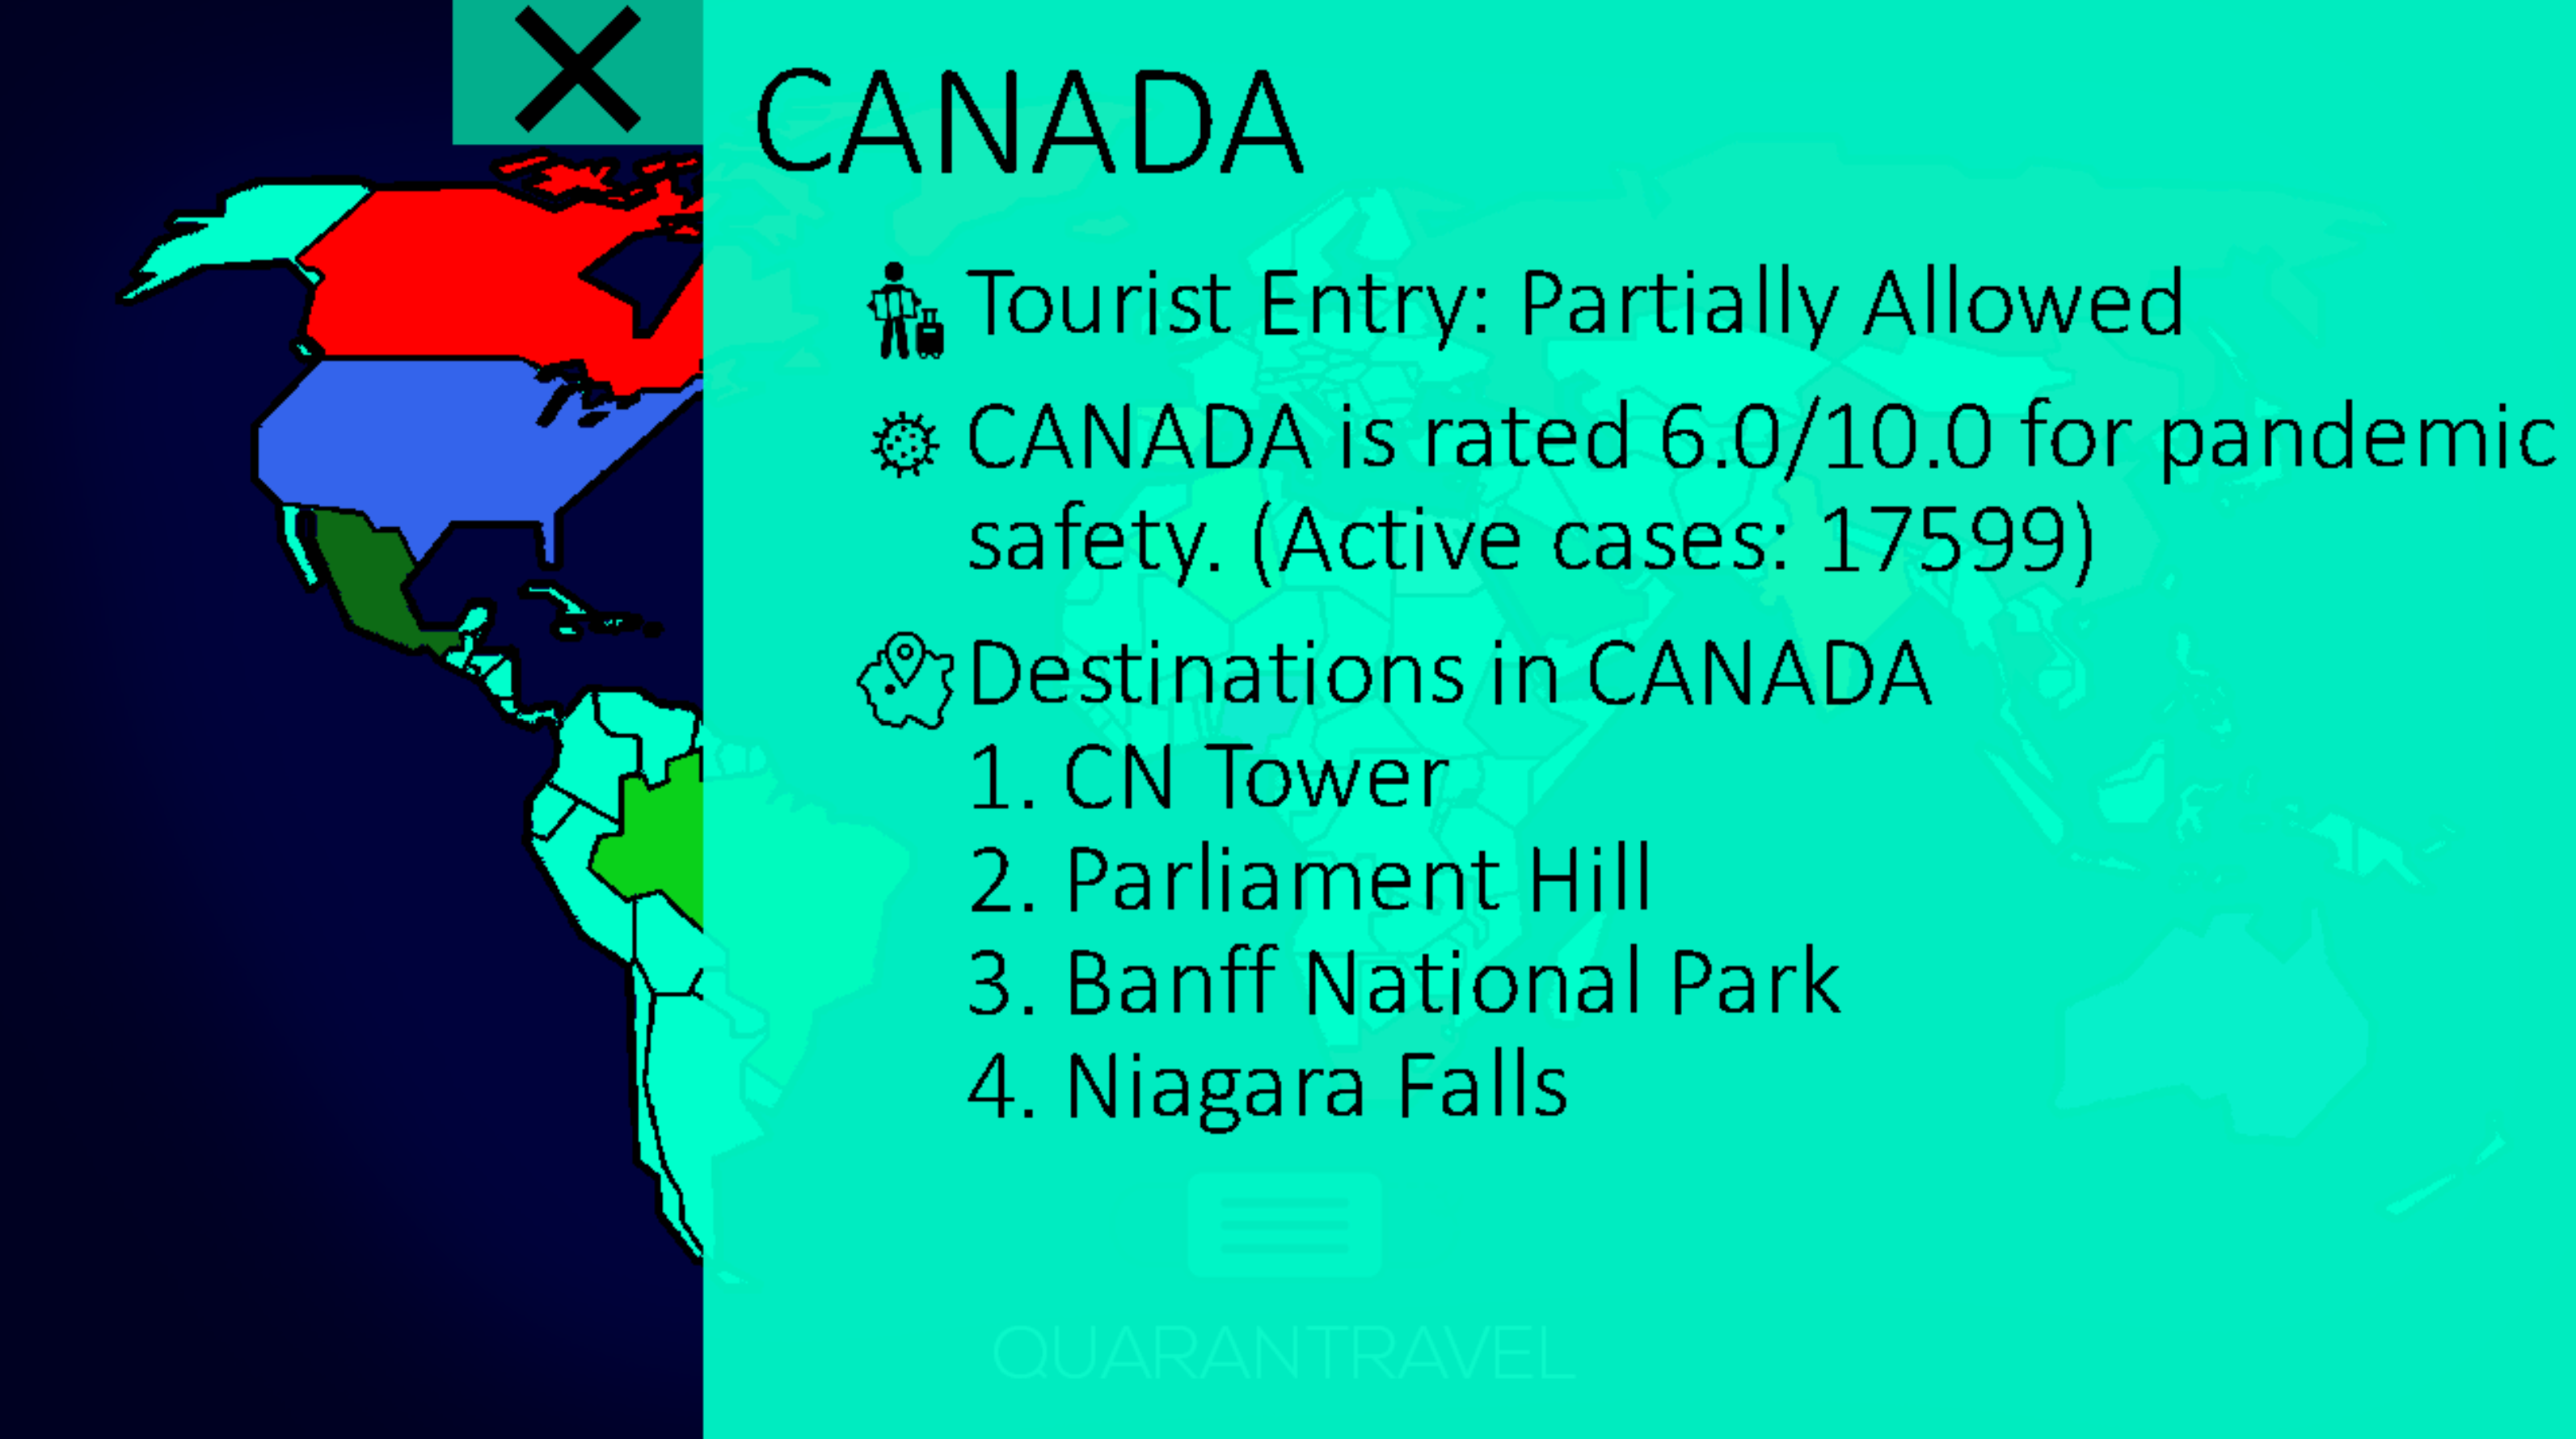 CANADA
Tourist Entry: Partially Allowed
CANADA is rated 6.0/10.0 for pandemic
safety. (Active cases: 17599)
Destinations in CANADA
1. CN Tower
2. Parliament Hill
3. Banff National Park
4. Niagara Falls
QUARANTRAVEL